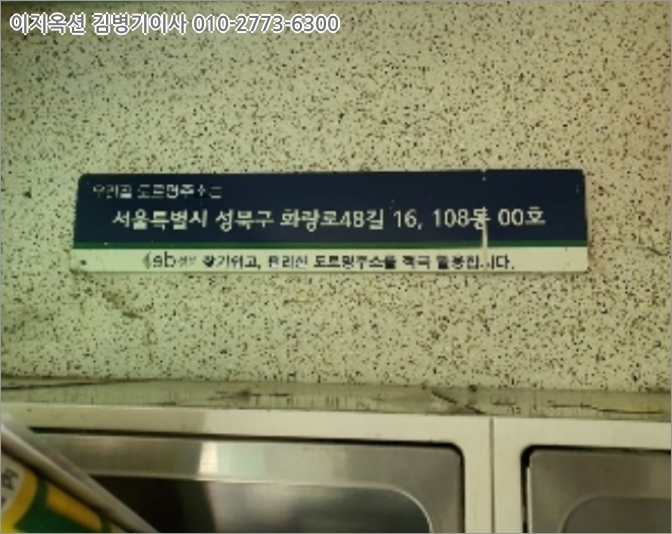 이지옥션 김병기이사 010-2773-6300
우리집 도로명주소는
서울특별시 성북구 화랑로48길 16, 108동 00호
찾기쉽고, 편리한 도로명주소를 적극 활용합시다.